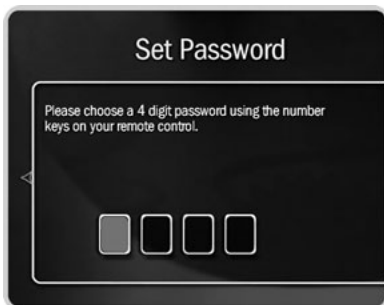 Set Password
Please choose a 4 digit password using the number
keys on your remote control.